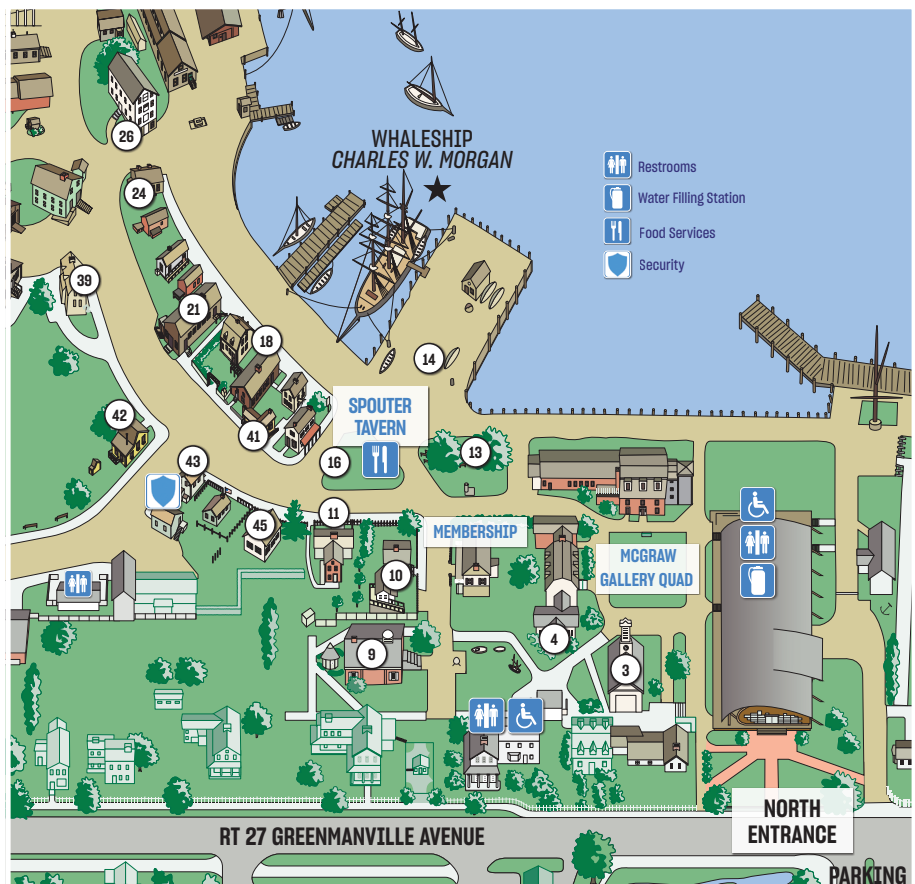 WHALESHIP
CHARLES W. MORGAN
Restrooms
Water Filling Station
Food Services
Security
26
24
39
21
18
14
SPOUTER
TAVERN
42
41
16
13
43
11
45
MEMBERSHIP
MCGRAW
GALLERY QUAD
10
4
9
3
NORTH
ENTRANCE
RT 27 GREENMANVILLE AVENUE
PARKING